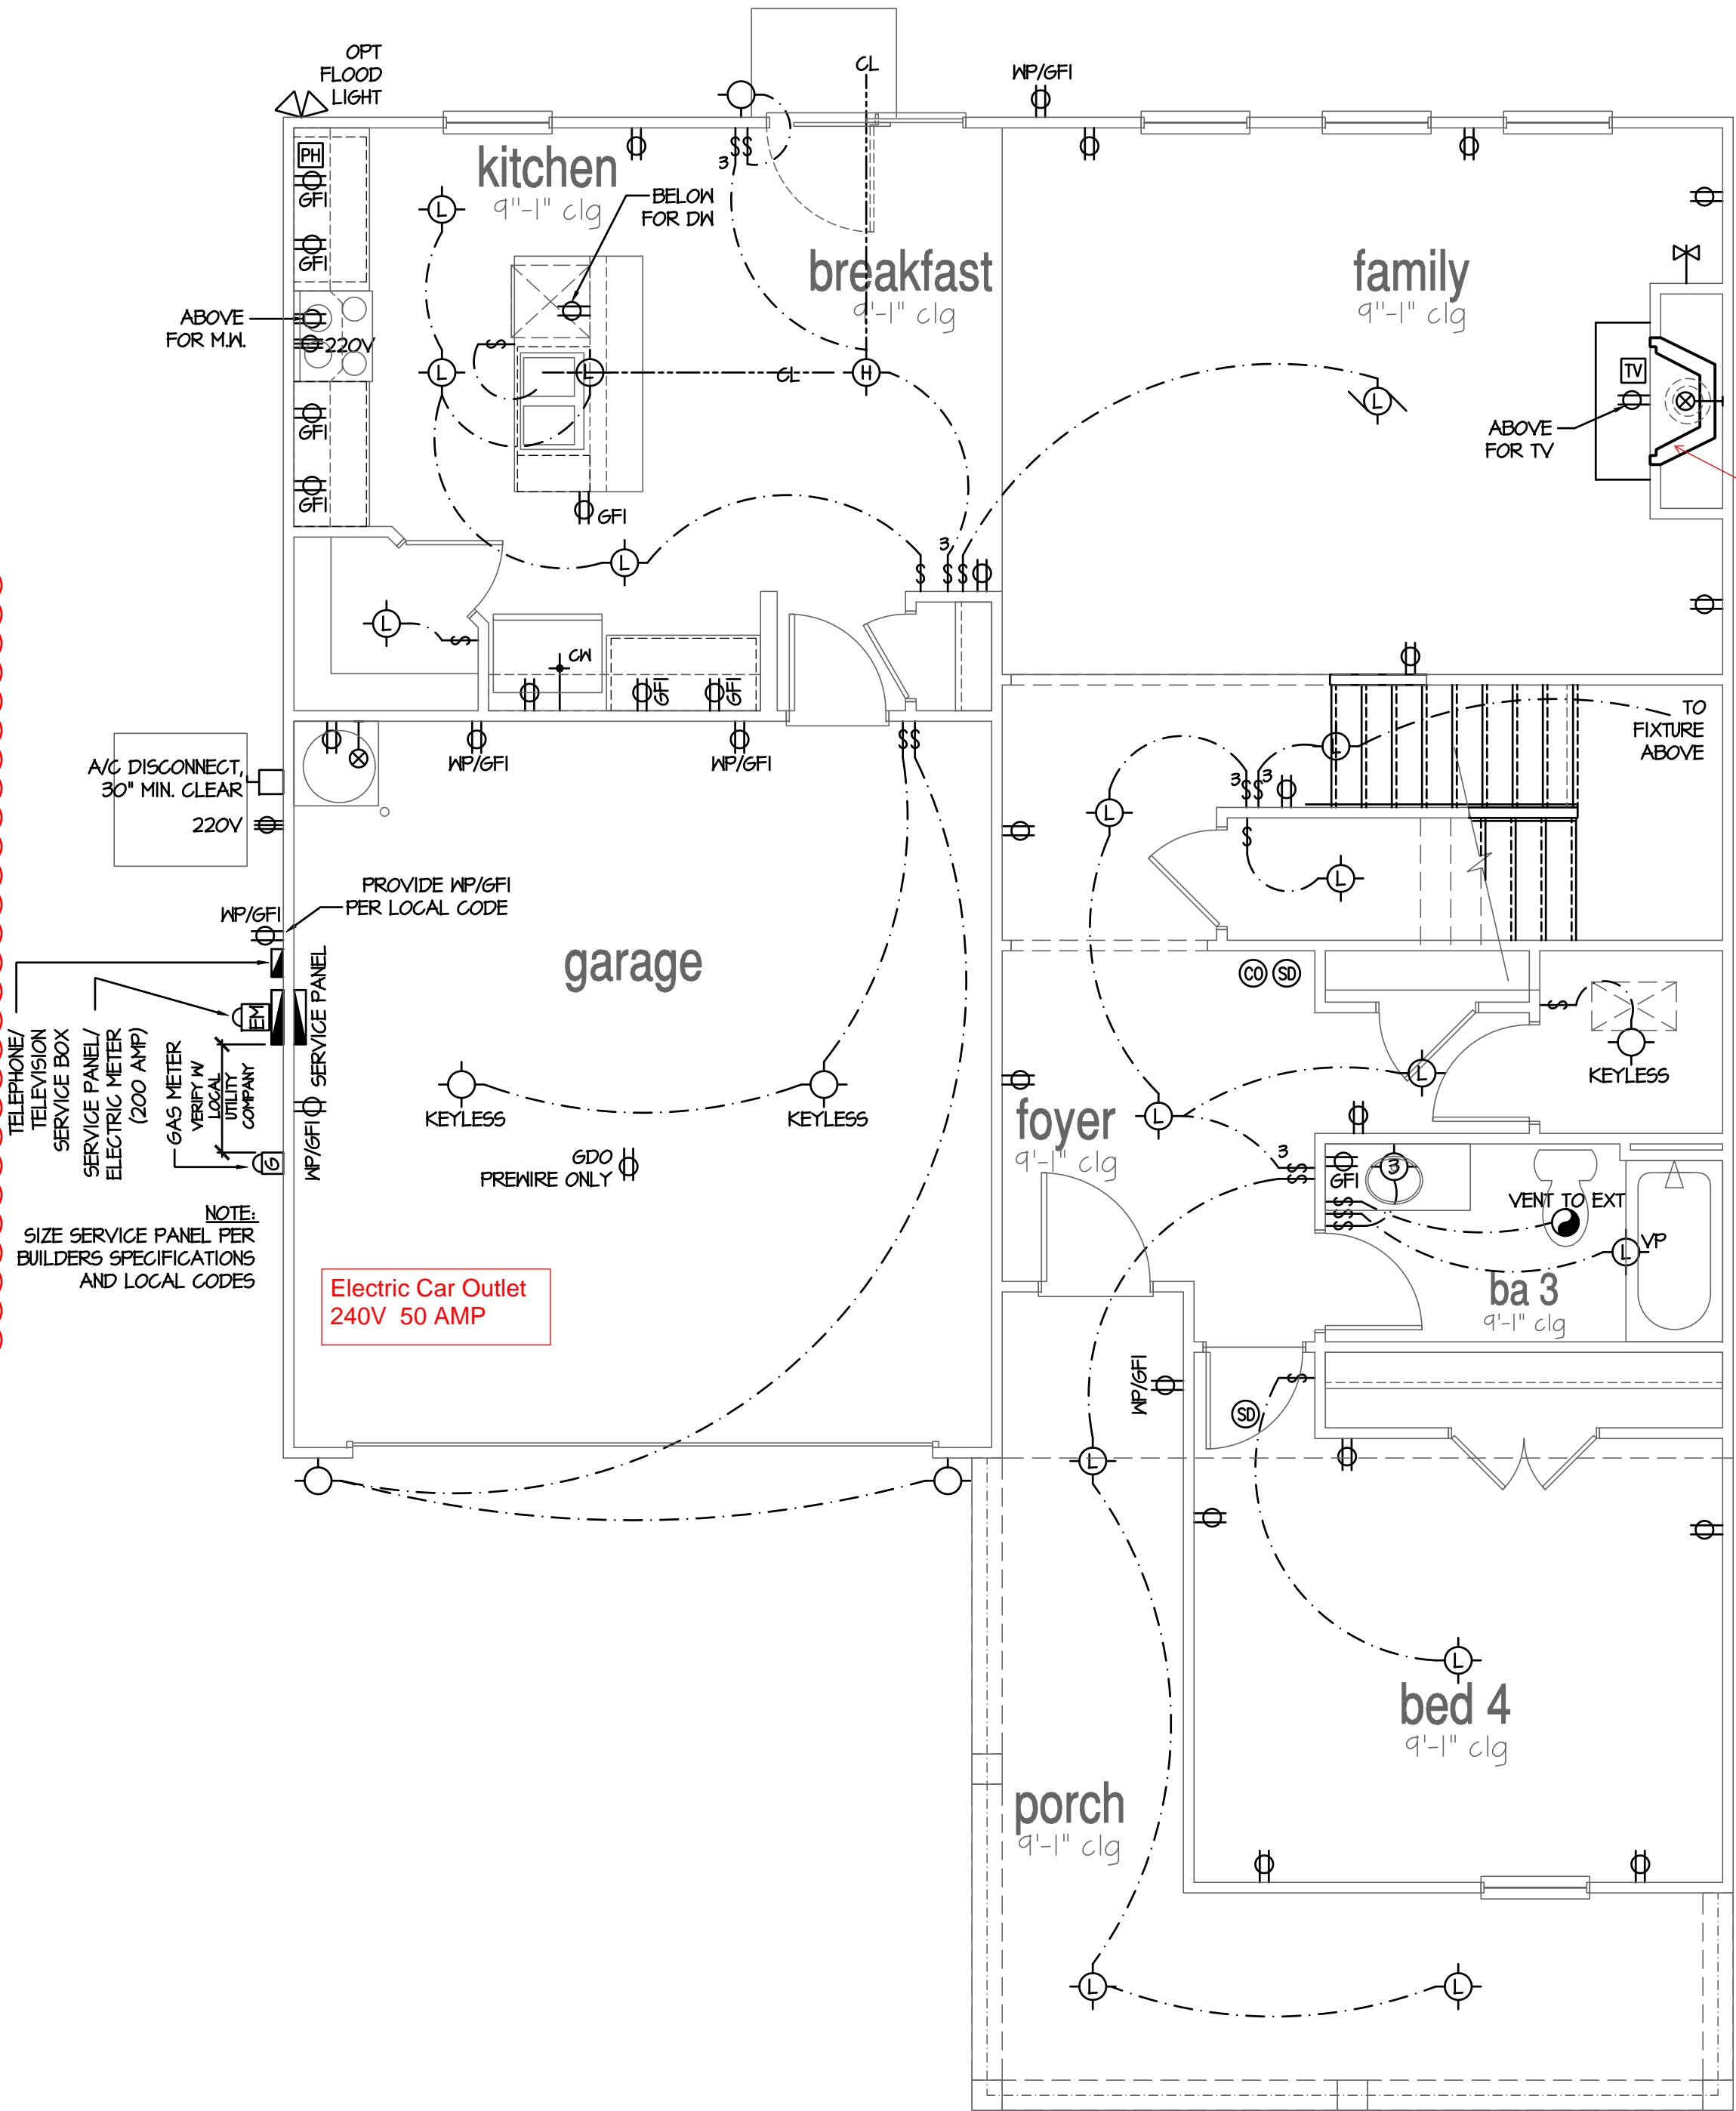 OPT
FLOOD
LIGHT
CL
WP/GFI
PH
GFI
GFI
kitchen
9"-1" clg
L
$$
3
BELOW
FOR DW
breakfast
9'-1" clg
family
9"-1" clg
ABOVE
FOR M.W.
220V
L
$
L
CL
H
L
TV
ABOVE
FOR TV
GFI
GFI
GFI
L
3
$
$$
L
$
CW
GFI
GFI
WP/GFI
WP/GFI
$$
A/C DISCONNECT,
30" MIN. CLEAR
220V
TO
FIXTURE
ABOVE
L
3
$$
3
L
$
L
PROVIDE WP/GFI
PER LOCAL CODE
WP/GFI
garage
CO
SD
TELEPHONE/
TELEVISION
SERVICE BOX
SERVICE PANEL/
ELECTRIC METER
(200 AMP)
GAS METER
VERIFY W
LOCAL
UTILITY
COMPANY
EM
G
SERVICE PANEL
WP/GFI
KEYLESS
KEYLESS
GDO
PREWIRE ONLY
$
KEYLESS
L
foyer
9'-1" clg
L
3
$
$
GFI
3
$
$
$
VENT TO EXT
L
VP
ba 3
9'-1" clg
NOTE:
SIZE SERVICE PANEL PER
BUILDERS SPECIFICATIONS
AND LOCAL CODES
Electric Car Outlet
240V 50 AMP
WP/GFI
$
SD
L
L
bed 4
9'-1" clg
porch
9'-1" clg
L
L